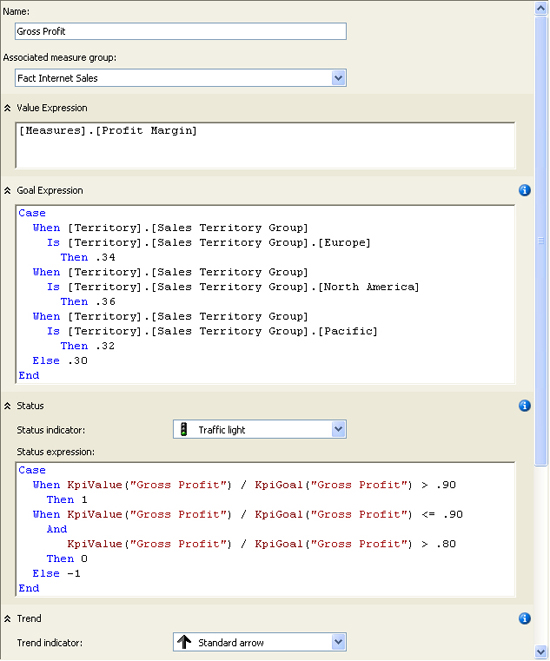 Name:
Gross Profit
Associated measure group:
Fact Internet Sales
Value Expression
[Measures].[Profit Margin]
Goal Expression
Case
When [Territory].[Sales Territory Group]
Is [Territory].[Sales Territory Group].[Europe]
Then .34
When [Territory].[Sales Territory Group]
Is [Territory].[Sales Territory Group].[North America]
Then .36
When [Territory].[Sales Territory Group]
Is [Territory].[Sales Territory Group].[Pacific]
Then .32
Else .30
End
Status
Status indicator: Traffic light
Status expression:
Case
When KpiValue("Gross Profit") / KpiGoal("Gross Profit") > .90
Then 1
When KpiValue("Gross Profit") / KpiGoal("Gross Profit") <= .90
And
KpiValue("Gross Profit") / KpiGoal("Gross Profit") > .80
Then 0
Else -1
End
Trend
Trend indicator: Standard arrow